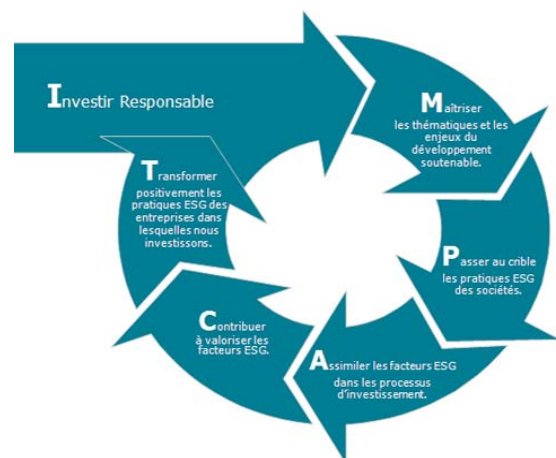 Investir Responsable
Maîtriser
les thématiques et les
enjeux du
développement
soutenable.
Passer au crible
les pratiques ESG
des sociétés.
Assimiler les facteurs ESG
dans les processus
d'investissement.
Contribuer
à valoriser les
facteurs ESG.
Transformer
positivement les
pratiques ESG des
entreprises dans
lesquelles nous
investissons.